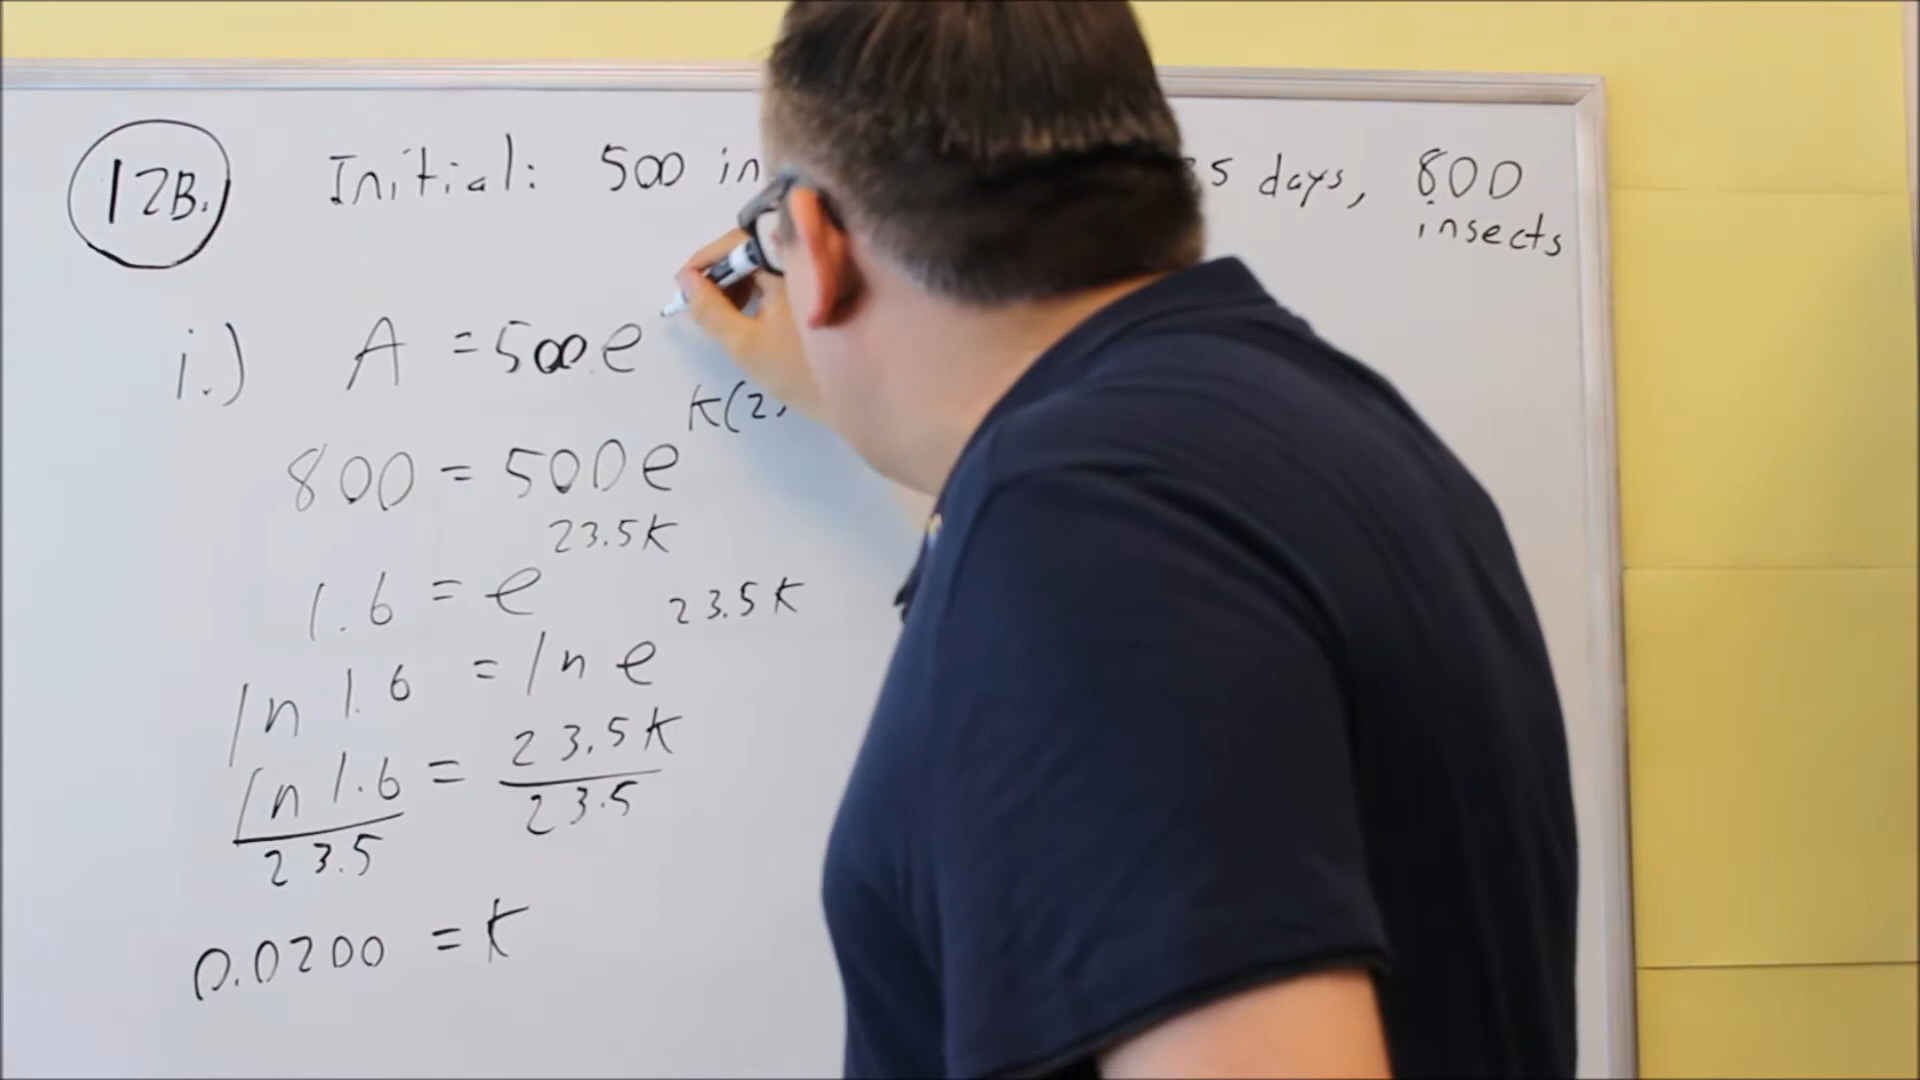 12B. Initial: 500 in 5 days, 800
insects
i.) A = 500e
800 = 500e^K(2
1.6 = e^23.5K
ln 1.6 = ln e^23.5K
ln 1.6 / 23.5 = 23.5K / 23.5
0.0200 = K